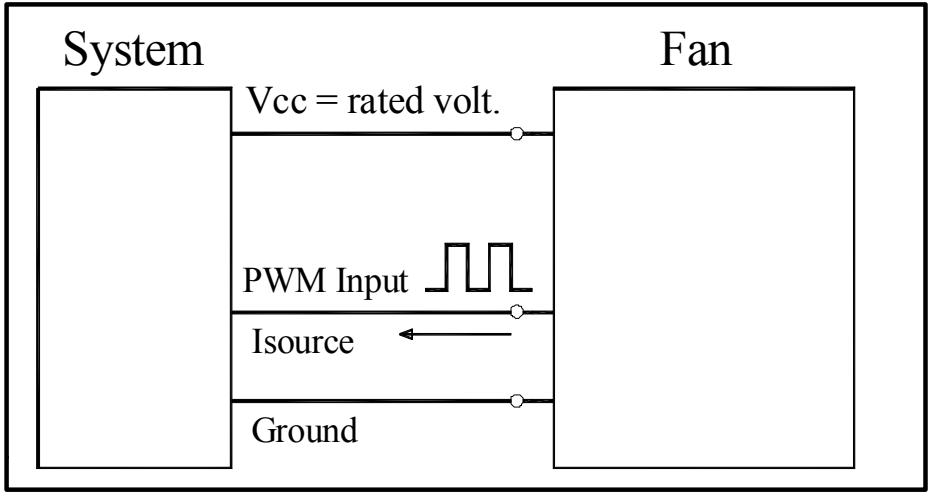 System
Fan
Vcc = rated volt.
PWM Input
Isource
Ground